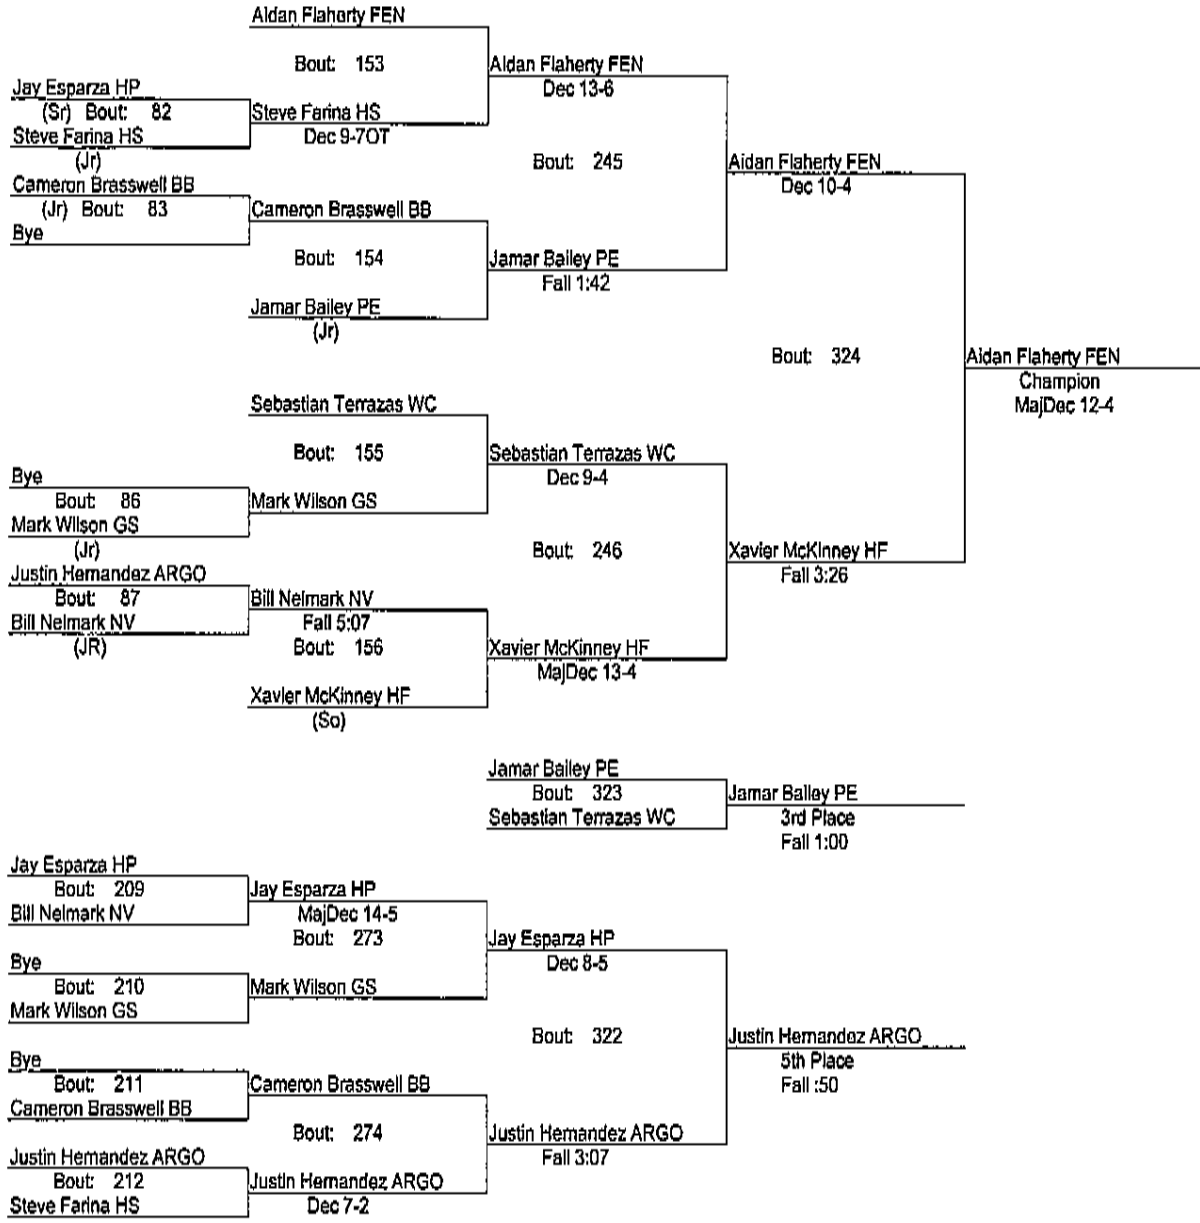 Aidan Flaherty FEN
Bout: 153
Aidan Flaherty FEN
Dec 13-6
Jay Esparza HP
(Sr) Bout: 82
Steve Farina HS
Steve Farina HS
Dec 9-7OT
(Jr)
Bout: 245
Aidan Flaherty FEN
Dec 10-4
Cameron Brasswell BB
(Jr) Bout: 83
Cameron Brasswell BB
Bye
Bout: 154
Jamar Bailey PE
Fall 1:42
Jamar Bailey PE
(Jr)
Bout: 324
Aidan Flaherty FEN
Champion
MajDec 12-4
Sebastian Terrazas WC
Bout: 155
Sebastian Terrazas WC
Dec 9-4
Bye
Bout: 86
Mark Wilson GS
Mark Wilson GS
(Jr)
Bout: 246
Xavier McKinney HF
Fall 3:26
Justin Hernandez ARGO
Bout: 87
Bill Nelmark NV
Fall 5:07
Bill Nelmark NV
(JR)
Bout: 156
Xavier McKinney HF
MajDec 13-4
Xavier McKinney HF
(So)
Jamar Bailey PE
Bout: 323
Jamar Bailey PE
Sebastian Terrazas WC
3rd Place
Fall 1:00
Jay Esparza HP
Bout: 209
Jay Esparza HP
Bill Nelmark NV
MajDec 14-5
Bout: 273
Jay Esparza HP
Dec 8-5
Bye
Bout: 210
Mark Wilson GS
Mark Wilson GS
Bout: 322
Justin Hernandez ARGO
5th Place
Fall :50
Bye
Bout: 211
Cameron Brasswell BB
Cameron Brasswell BB
Bout: 274
Justin Hernandez ARGO
Fall 3:07
Justin Hernandez ARGO
Bout: 212
Justin Hernandez ARGO
Steve Farina HS
Dec 7-2